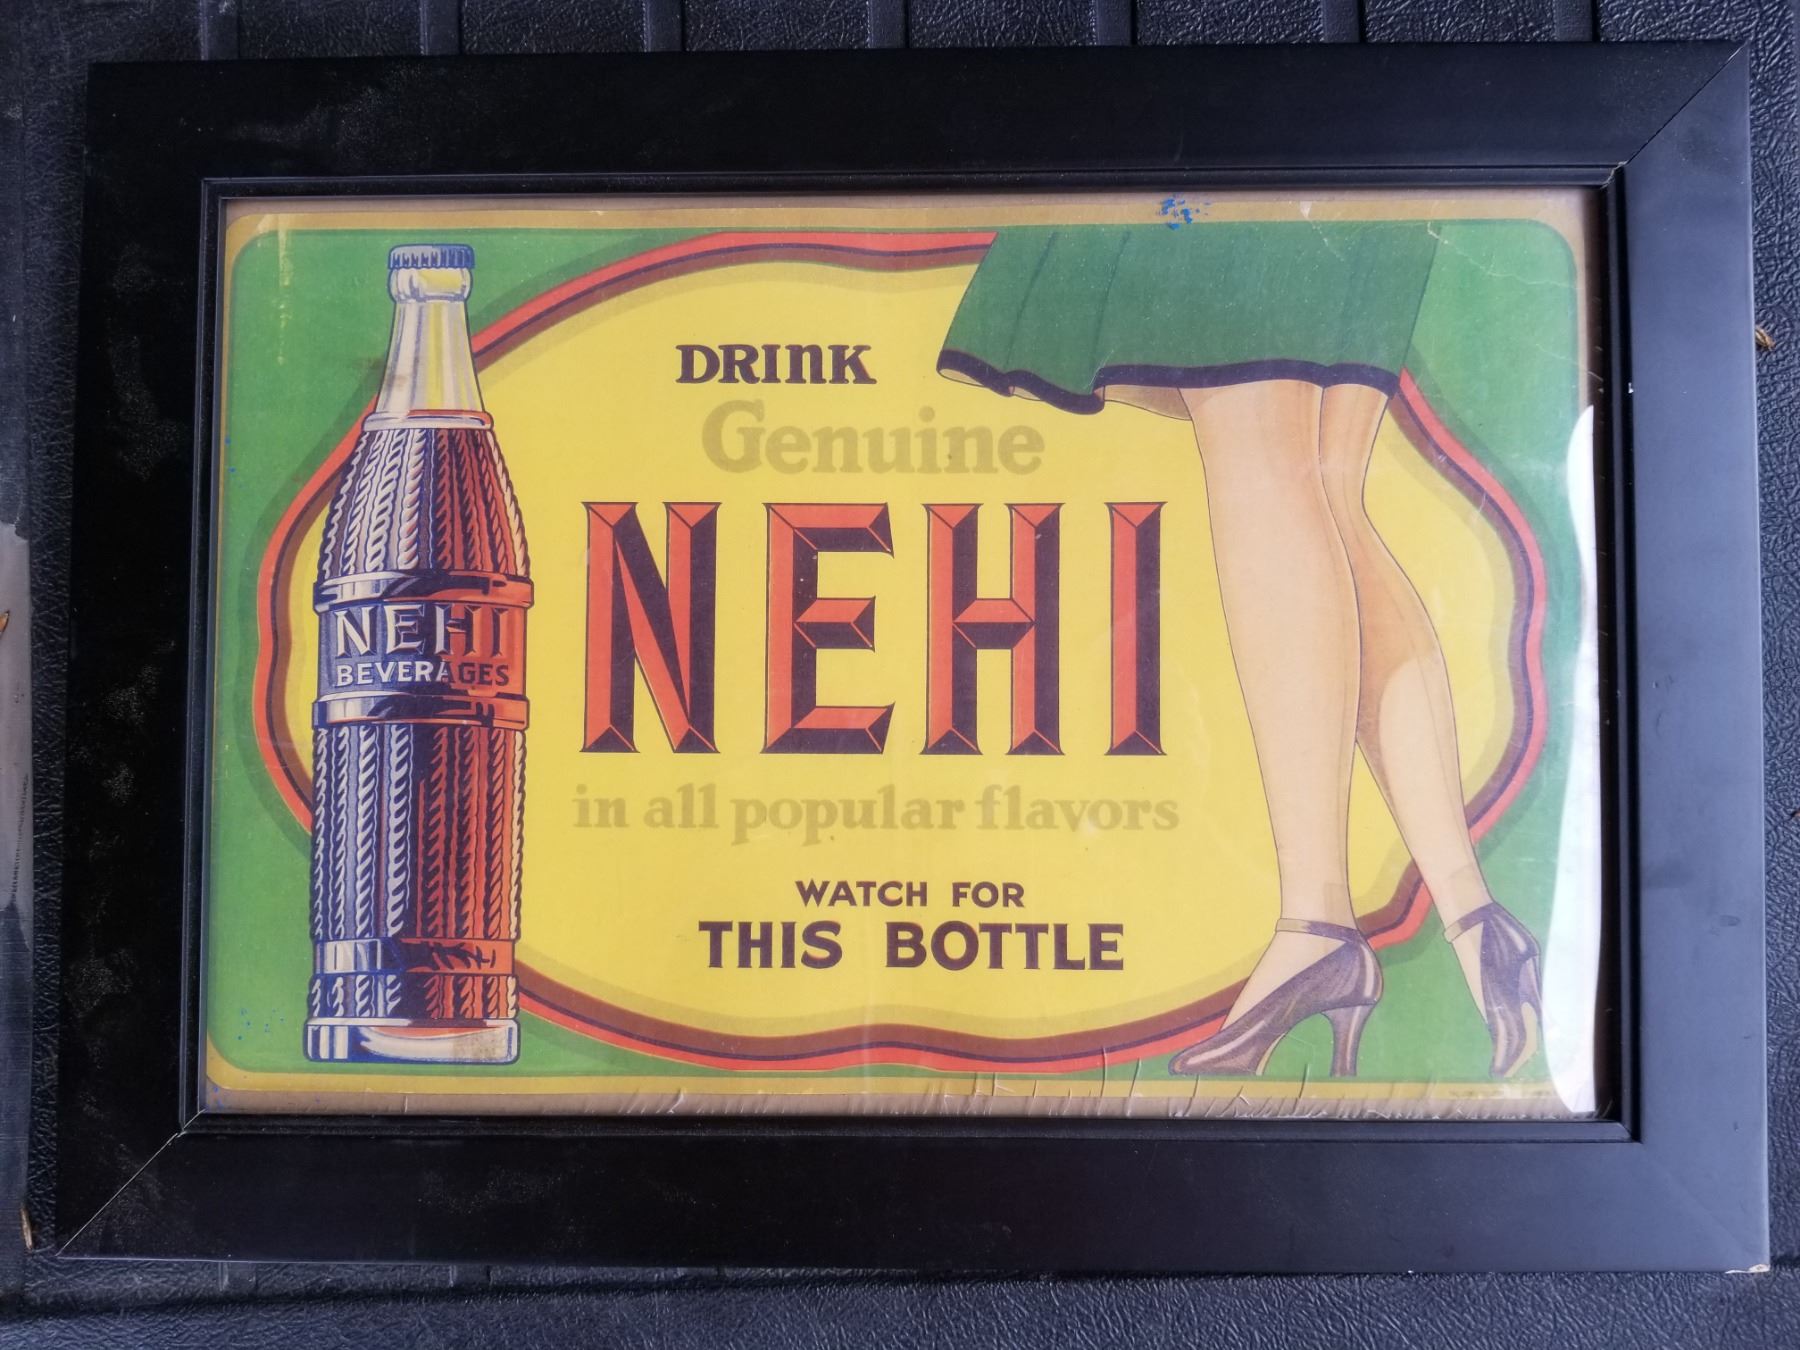 DRINK
Genuine
NEHI
in all popular flavors
WATCH FOR
THIS BOTTLE
NEHI
BEVERAGES